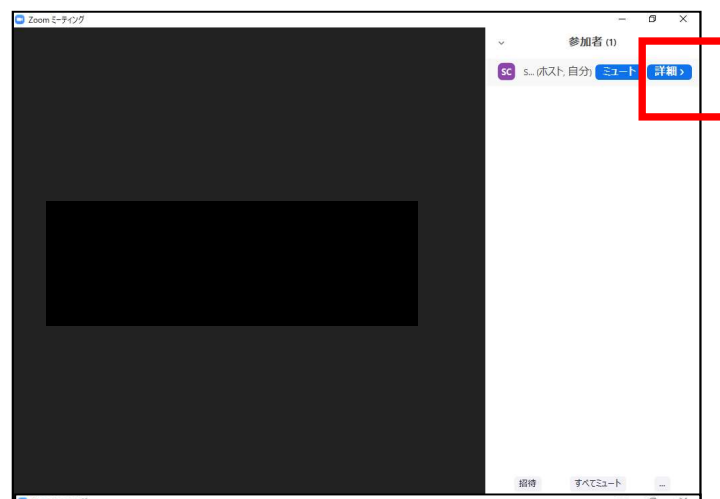 Zoom ミーティング
参加者 (1)
SC s... (ホスト, 自分) ミュート 詳細 >
招待 すべてミュート ...